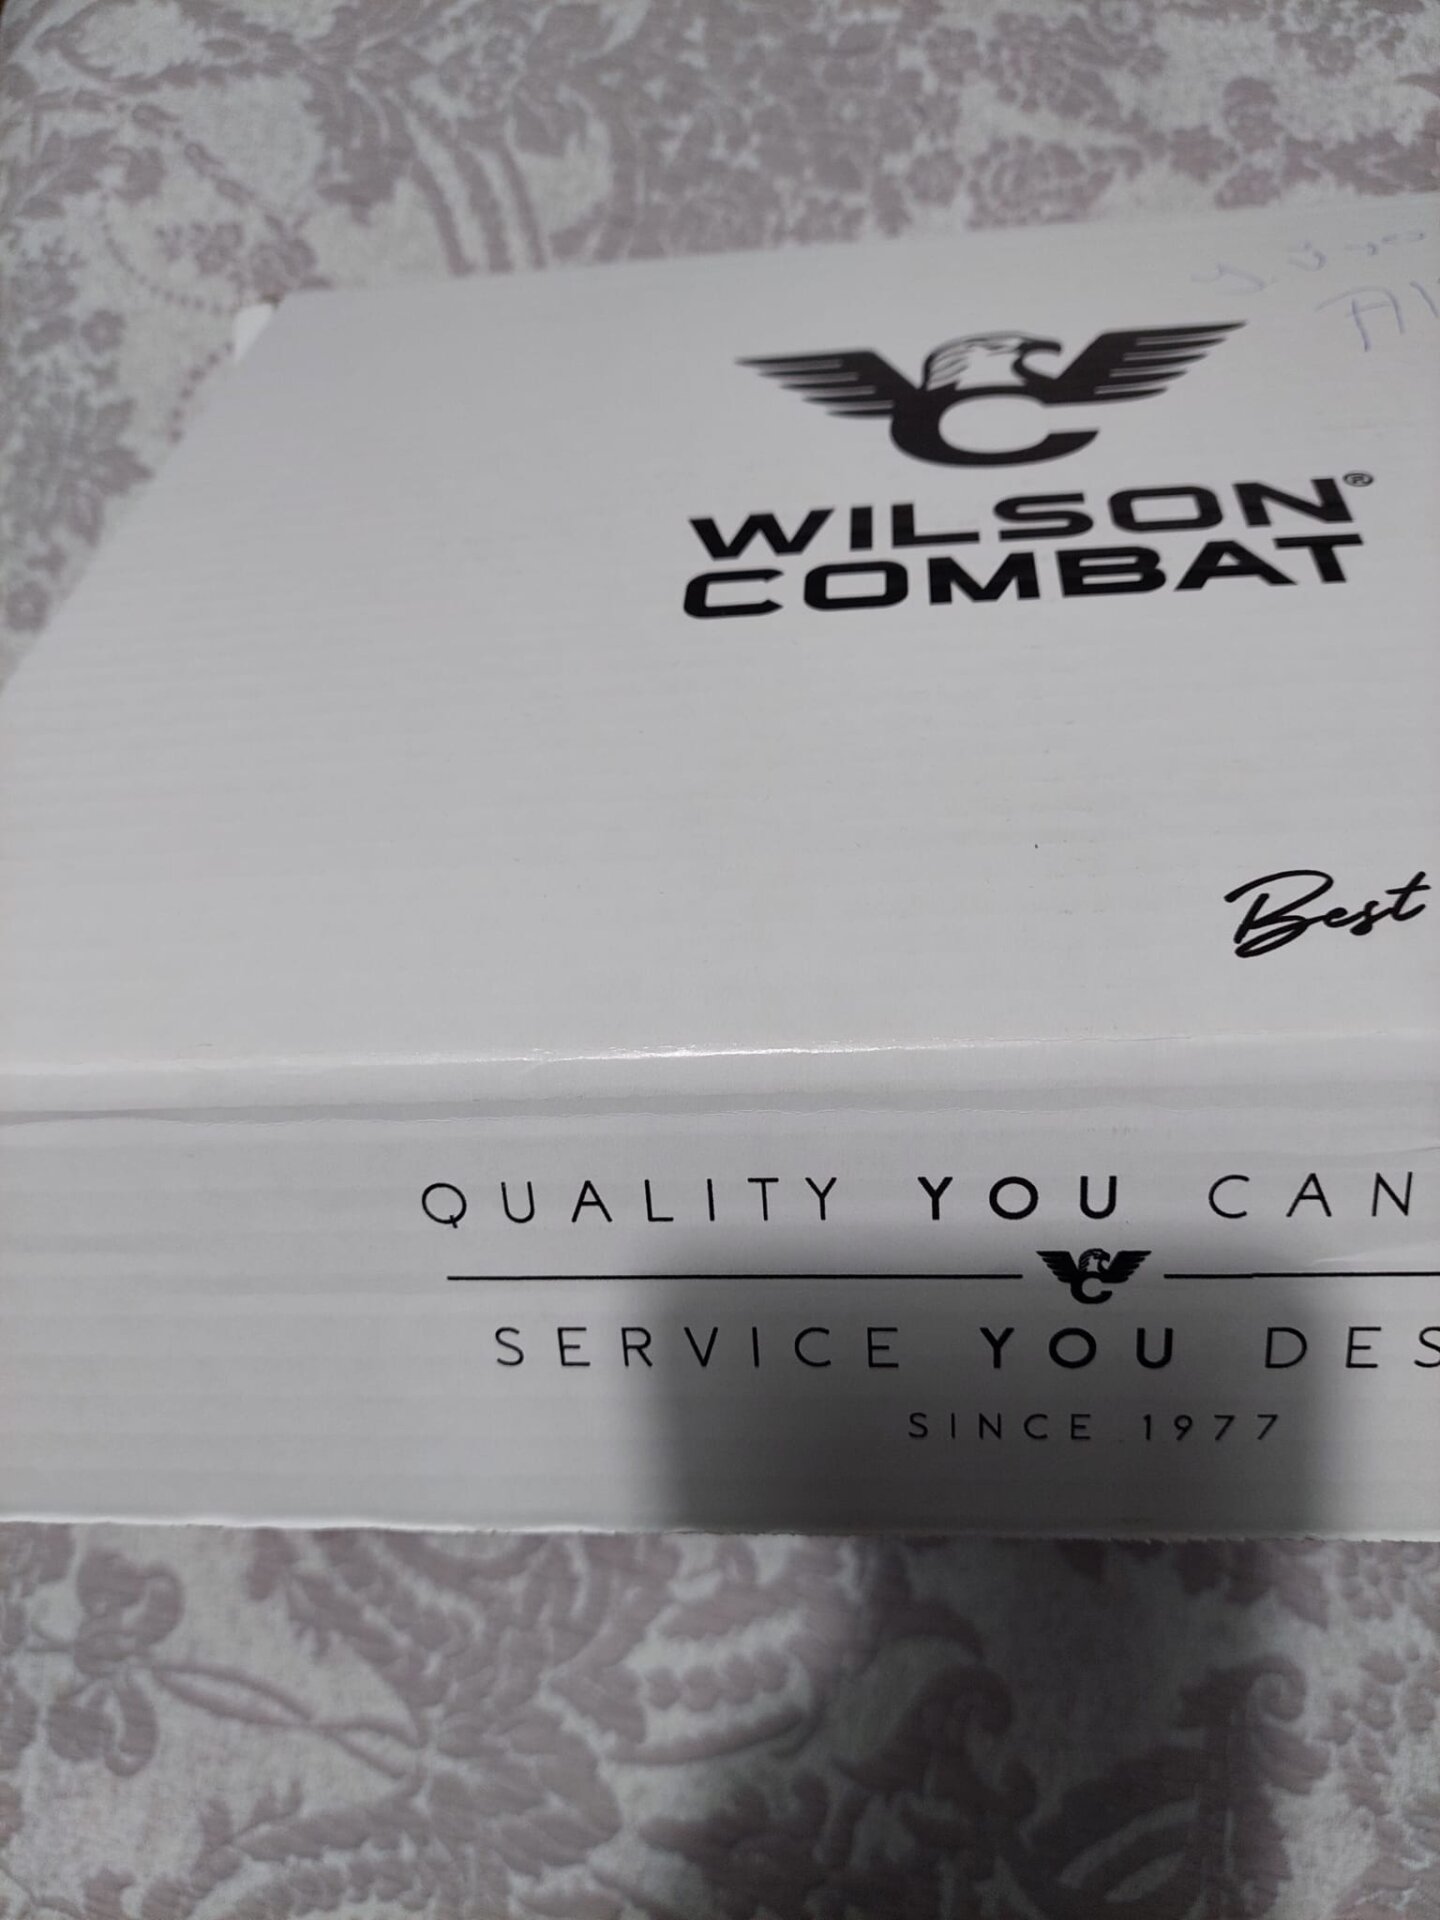 WILSON®
COMBAT
Best
QUALITY YOU CAN
SERVICE YOU DES
SINCE 1977